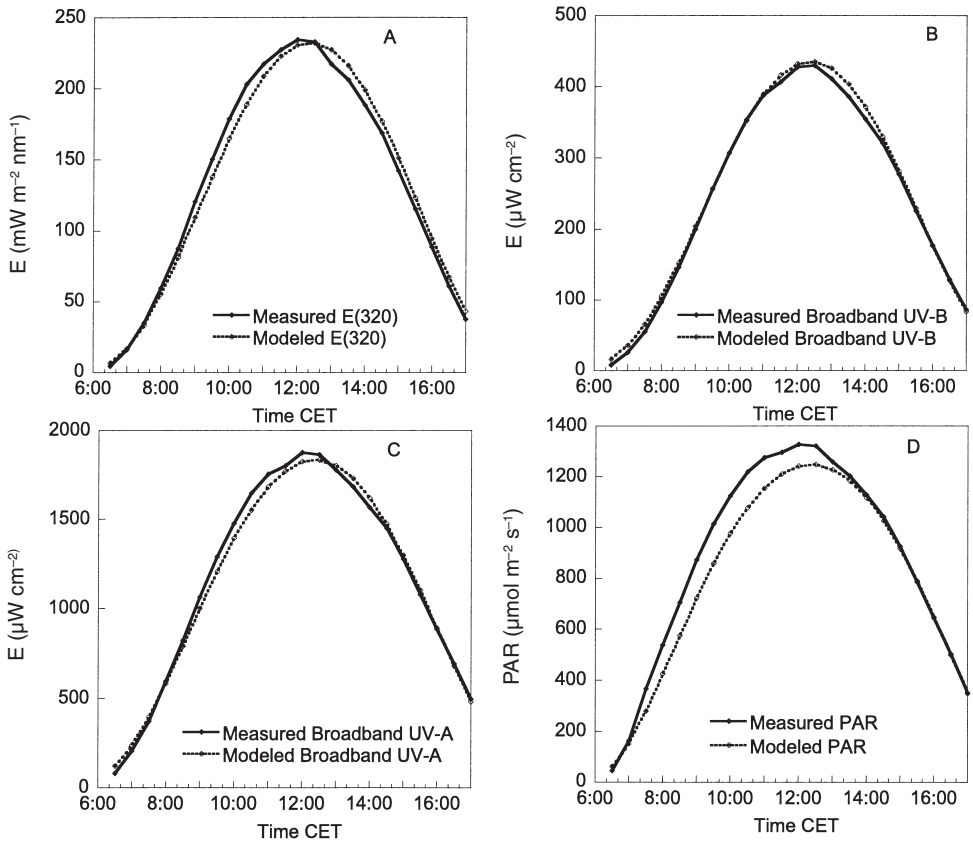 A
E (mW m⁻² nm⁻¹)
250
200
150
100
50
0
Measured E(320)
Modeled E(320)
6:00 8:00 10:00 12:00 14:00 16:00
Time CET
B
E (µW cm⁻²)
500
400
300
200
100
0
Measured Broadband UV-B
Modeled Broadband UV-B
6:00 8:00 10:00 12:00 14:00 16:00
Time CET
C
E (µW cm⁻²⁾
2000
1500
1000
500
0
Measured Broadband UV-A
Modeled Broadband UV-A
6:00 8:00 10:00 12:00 14:00 16:00
Time CET
D
PAR (µmol m⁻² s⁻¹)
1400
1200
1000
800
600
400
200
0
Measured PAR
Modeled PAR
6:00 8:00 10:00 12:00 14:00 16:00
Time CET